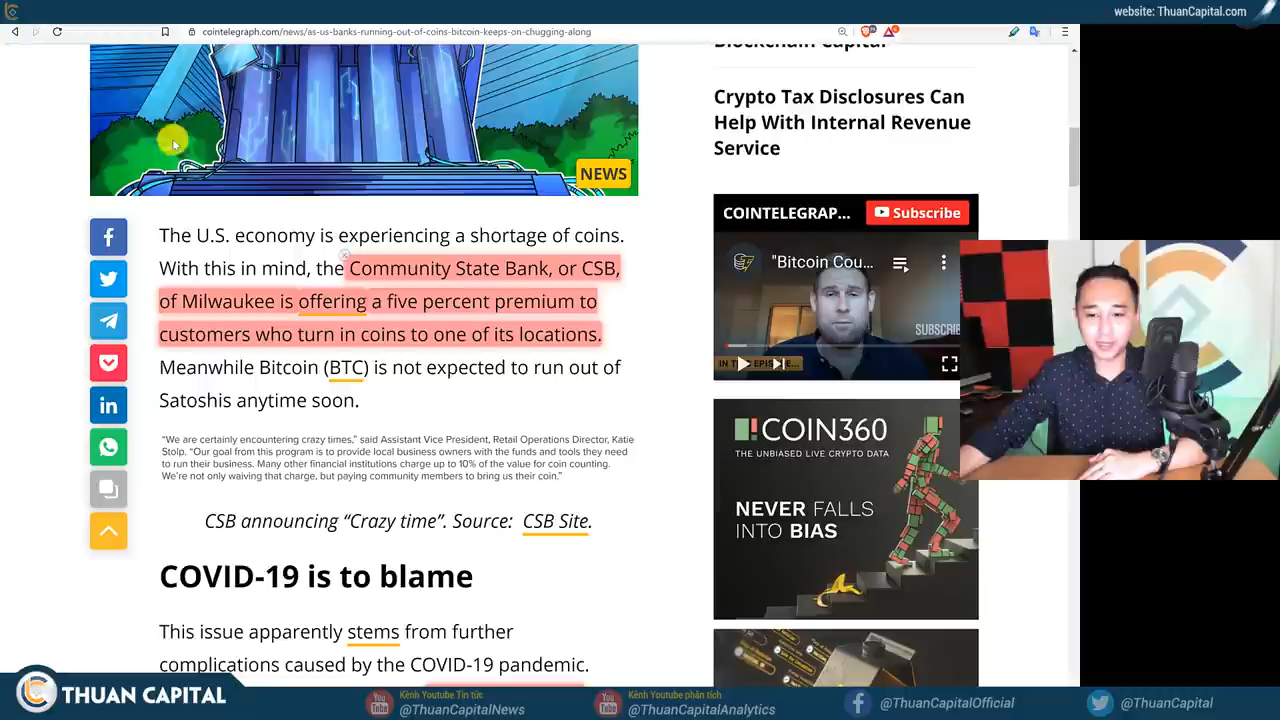 website: ThuanCapital.com
cointelegraph.com/news/as-us-banks-running-out-of-coins-bitcoin-keeps-on-chugging-along
Blockchain Capital
Crypto Tax Disclosures Can
Help With Internal Revenue
Service
NEWS
COINTELEGRAP... Subscribe
"Bitcoin Cou...
SUBSCRIBE
The U.S. economy is experiencing a shortage of coins.
With this in mind, the Community State Bank, or CSB,
of Milwaukee is offering a five percent premium to
customers who turn in coins to one of its locations.
Meanwhile Bitcoin (BTC) is not expected to run out of
Satoshis anytime soon.
"We are certainly encountering crazy times," said Assistant Vice President, Retail Operations Director, Katie
Stolp. "Our goal from this program is to provide local business owners with the funds and tools they need
to run their business. Many other financial institutions charge up to 10% of the value for coin counting.
We're not only waiving that charge, but paying community members to bring us their coin."
CSB announcing “Crazy time”. Source: CSB Site.
COVID-19 is to blame
This issue apparently stems from further
complications caused by the COVID-19 pandemic.
COIN360
THE UNBIASED LIVE CRYPTO DATA
NEVER FALLS
INTO BIAS
THUAN CAPITAL
Kênh Youtube Tin tức
@ThuanCapitalNews
Kênh Youtube phân tích
@ThuanCapitalAnalytics
@ThuanCapitalOfficial
@ThuanCapital